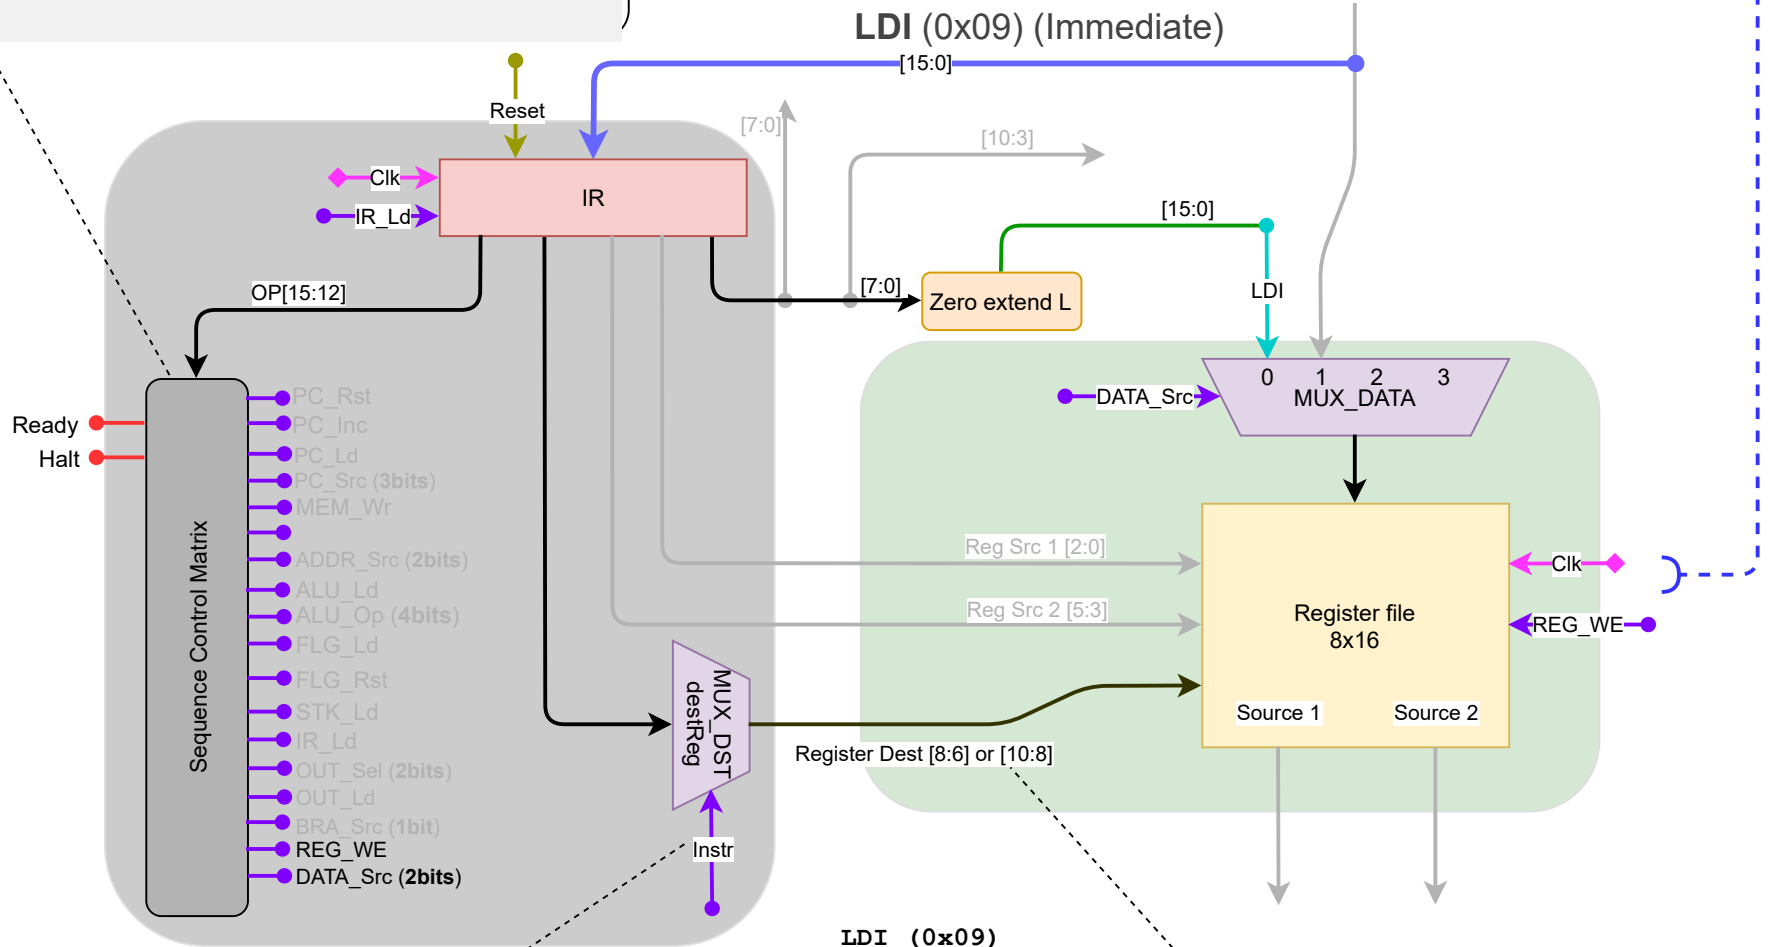 LDI (0x09) (Immediate)
[15:0]
Reset
[7:0]
[10:3]
Clk
IR
IR_Ld
[15:0]
OP[15:12]
[7:0]
Zero extend L
LDI
0 1 2 3
MUX_DATA
DATA_Src
Ready
Halt
Sequence Control Matrix
PC_Rst
PC_Inc
PC_Ld
PC_Src (3bits)
MEM_Wr
ADDR_Src (2bits)
ALU_Ld
ALU_Op (4bits)
FLG_Ld
FLG_Rst
STK_Ld
IR_Ld
OUT_Sel (2bits)
OUT_Ld
BRA_Src (1bit)
REG_WE
DATA_Src (2bits)
Reg Src 1 [2:0]
Reg Src 2 [5:3]
MUX_DST
destReg
Instr
Register Dest [8:6] or [10:8]
Clk
REG_WE
Register file
8x16
Source 1
Source 2
LDI (0x09)